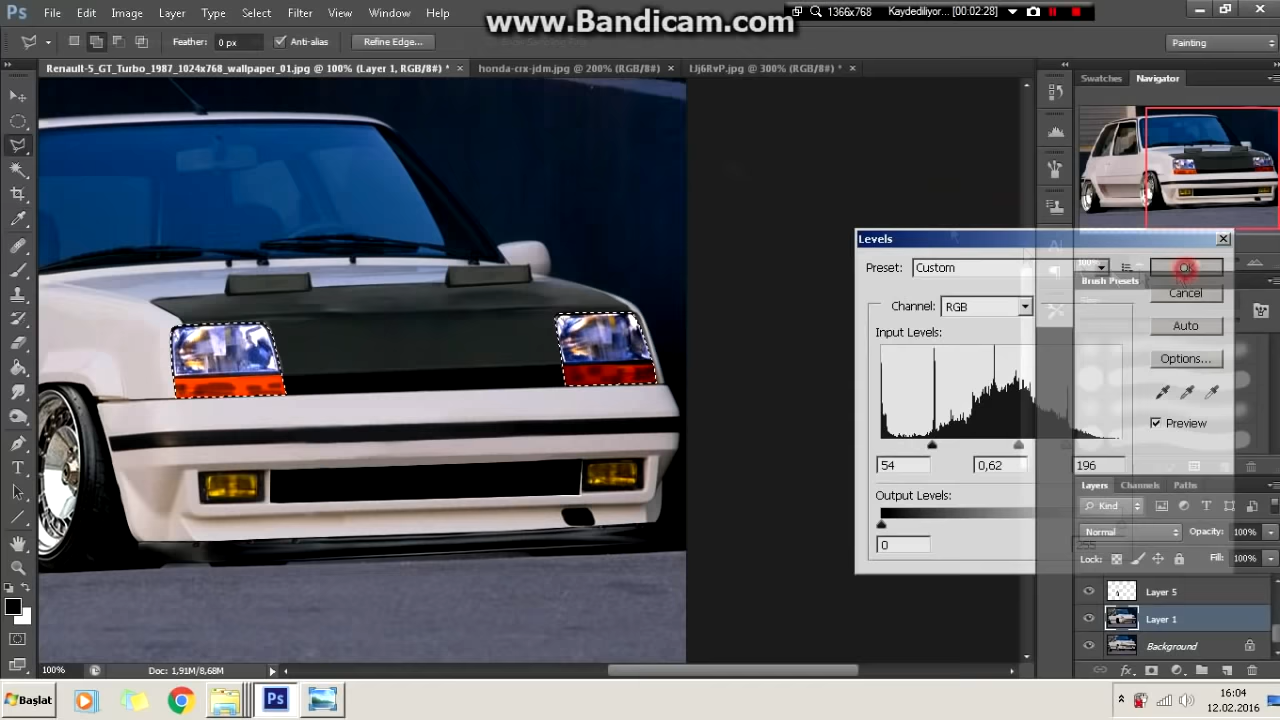 www.Bandicam.com
1366x768 Kaydediliyor... [00:02:28]
Ps File Edit Image Layer Type Select Filter View Window Help
Feather: 0 px Anti-alias Refine Edge... Painting
Renault-5_GT_Turbo_1987_1024x768_wallpaper_01.jpg @ 100% (Layer 1, RGB/8#) * × honda-crx-jdm.jpg @ 200% (RGB/8#) × IJj6RvP.jpg @ 300% (RGB/8#) * ×
Swatches Navigator
Levels
Preset: Custom OK
100%
Brush Presets
Cancel
Channel: RGB
Auto
Input Levels:
Options...
Preview
54 0,62 196
Layers Channels Paths
Output Levels:
Kind
Normal Opacity: 100%
0
Lock: Fill: 100%
Layer 5
Layer 1
Background
100% Doc: 1,91M/8,68M
Başlat Ps
16:04
12.02.2016